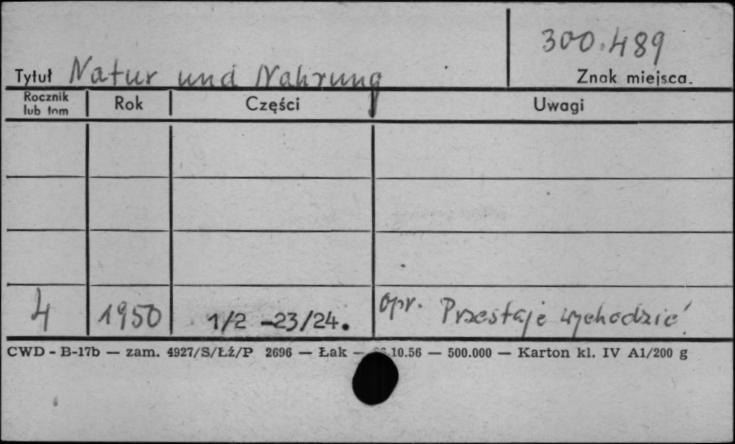 300.489
Tytuł Natur und Nahrung Znak miejsca.
Rocznik lub tom Rok Części Uwagi
4 1950 1/2 -23/24. opr. Przestaje wychodzić!
CWD - B-17b — zam. 4927/S/Łź/P 2696 — Łak — .10.56 — 500.000 — Karton kl. IV A1/200 g